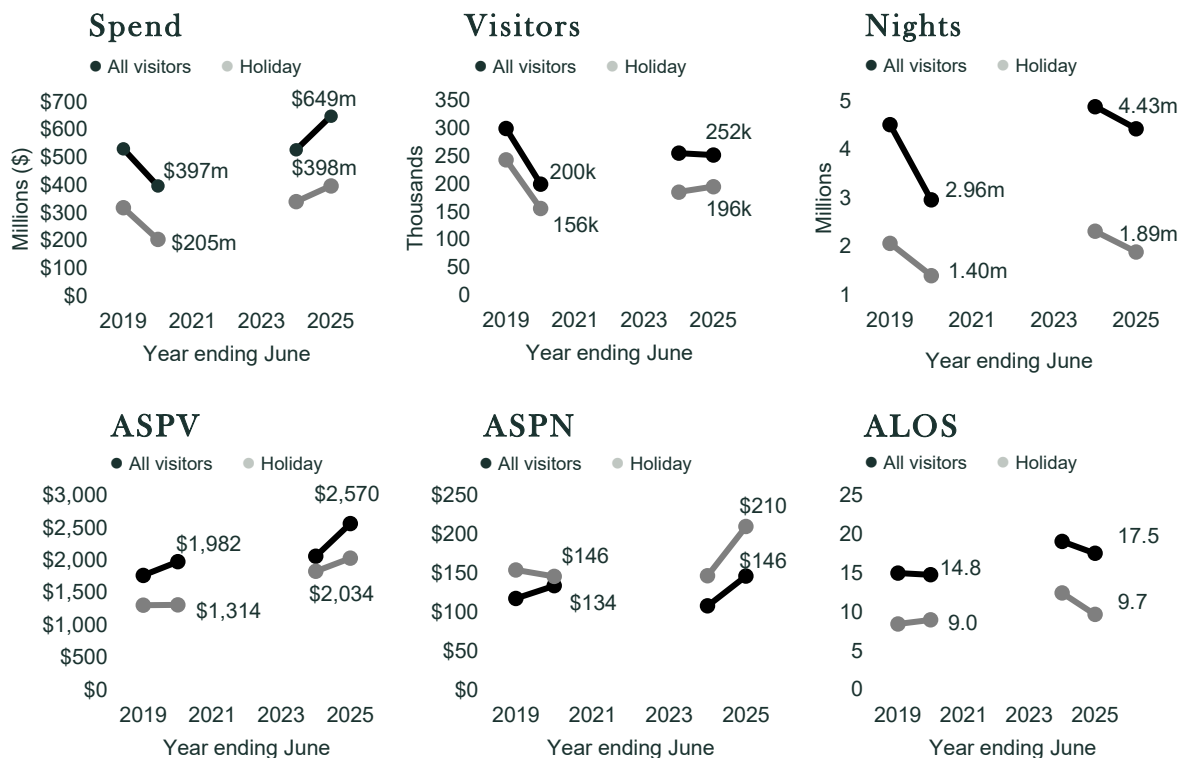 Spend
All visitors Holiday
Millions ($)
$700
$600
$500
$400
$300
$200
$100
$0
$649m
$397m
$398m
$205m
2019 2021 2023 2025
Year ending June
Visitors
All visitors Holiday
Thousands
350
300
250
200
150
100
50
0
252k
200k
196k
156k
2019 2021 2023 2025
Year ending June
Nights
All visitors Holiday
Millions
5
4
3
2
1
4.43m
2.96m
1.89m
1.40m
2019 2021 2023 2025
Year ending June
ASPV
All visitors Holiday
$3,000
$2,500
$2,000
$1,500
$1,000
$500
$0
$2,570
$1,982
$2,034
$1,314
2019 2021 2023 2025
Year ending June
ASPN
All visitors Holiday
$250
$200
$150
$100
$50
$0
$210
$146
$146
$134
2019 2021 2023 2025
Year ending June
ALOS
All visitors Holiday
25
20
15
10
5
0
17.5
14.8
9.7
9.0
2019 2021 2023 2025
Year ending June